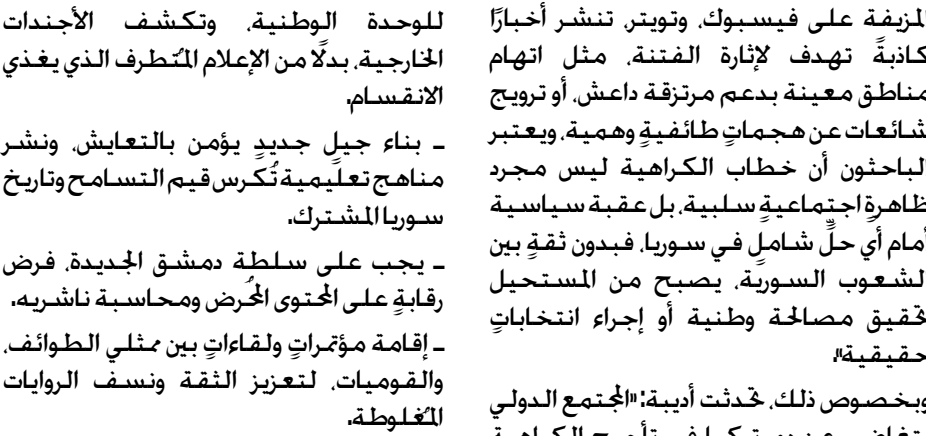 المزيفة على فيسبوك، وتويتر، تنشر أخبارًا
كاذبةً تهدف لإثارة الفتنة، مثل اتهام
مناطق معينة بدعم مرتزقة داعش، أو ترويج
شائعات عن هجماتٍ طائفيةٍ وهمية، ويعتبر
الباحثون أن خطاب الكراهية ليس مجرد
ظاهرةٍ اجتماعيةٍ سلبية، بل عقبة سياسية
أمام أي حلٍّ شاملٍ في سوريا، فبدون ثقةٍ بين
الشعوب السورية، يصبح من المستحيل
تحقيق مصالحة وطنية أو إجراء انتخاباتٍ
حقيقية".
وبخصوص ذلك، تحدثت أديبة: "المجتمع الدولي
للوحدة الوطنية، وتكشف الأجندات
الخارجية، بدلًا من الإعلام المُتطرف الذي يغذي
الانقسام.
ـ بناء جيلٍ جديدٍ يؤمن بالتعايش، ونشر
مناهج تعليمية تُكرس قيم التسامح وتاريخ
سوريا المشترك.
ـ يجب على سلطة دمشق الجديدة، فرض
رقابةٍ على المحتوى المُحرض ومحاسبة ناشريه.
ـ إقامة مؤتمراتٍ ولقاءاتٍ بين ممثلي الطوائف،
والقوميات، لتعزيز الثقة ونسف الروايات
المُغلوطة.